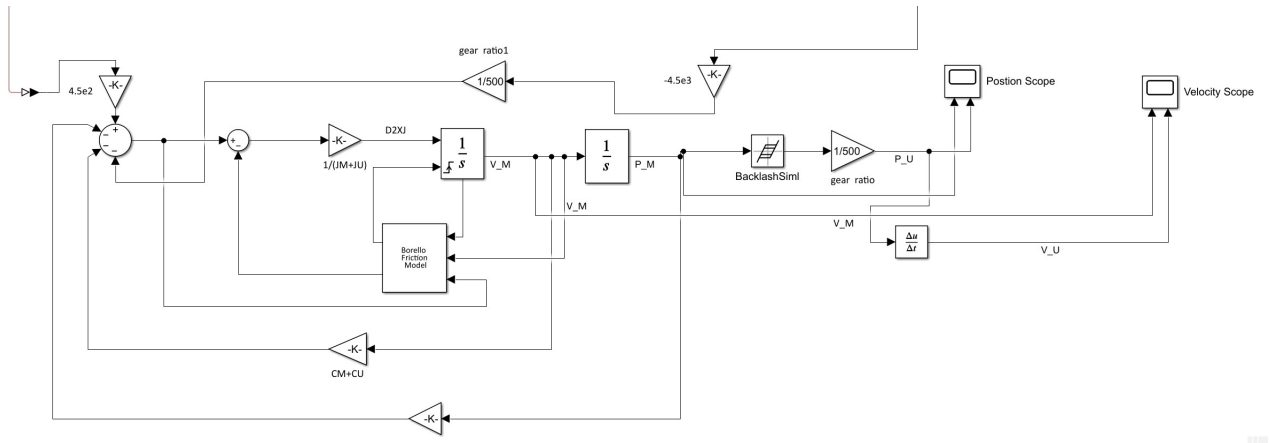 gear ratio1
-K-
4.5e2
1/500
-4.5e3
-K-
Postion Scope
Velocity Scope
D2XJ
-K-
1/(JM+JU)
1
s
V_M
1
s
P_M
BacklashSiml
1/500
gear ratio
P_U
V_M
V_M
Δu
Δt
V_U
Borello
Friction
Model
-K-
CM+CU
-K-